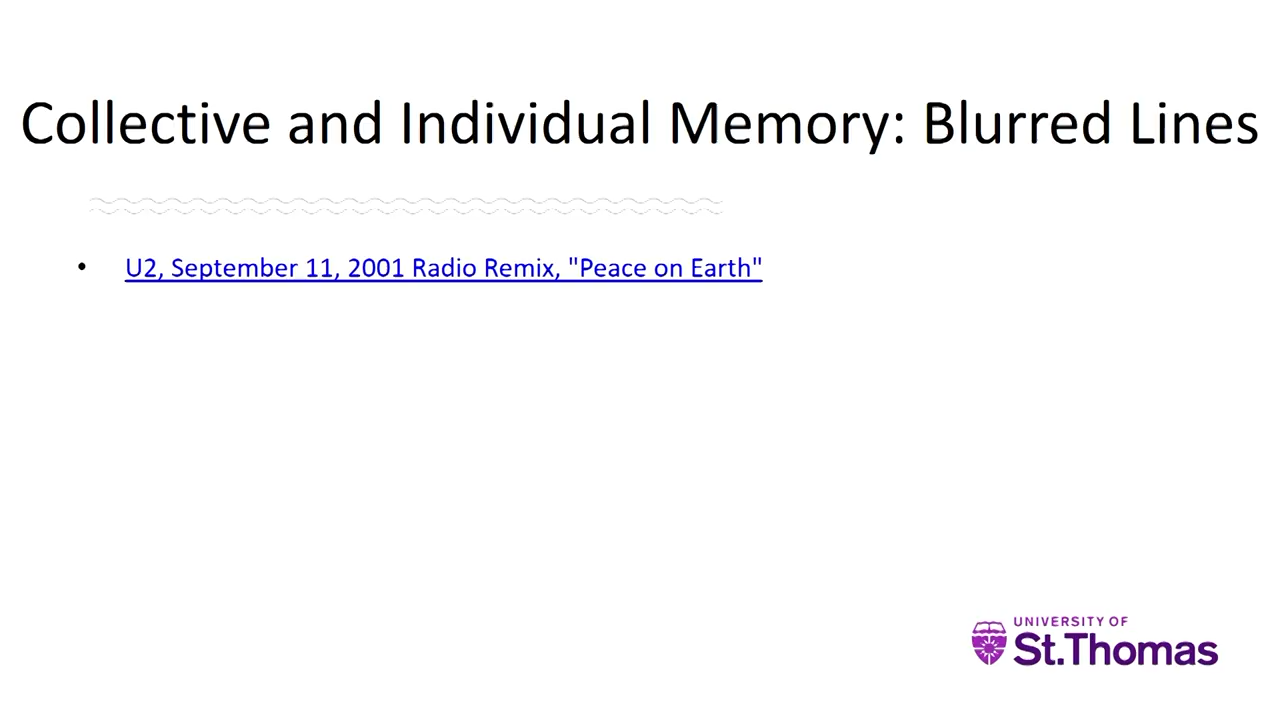 Collective and Individual Memory: Blurred Lines
• U2, September 11, 2001 Radio Remix, "Peace on Earth"
UNIVERSITY OF
St.Thomas